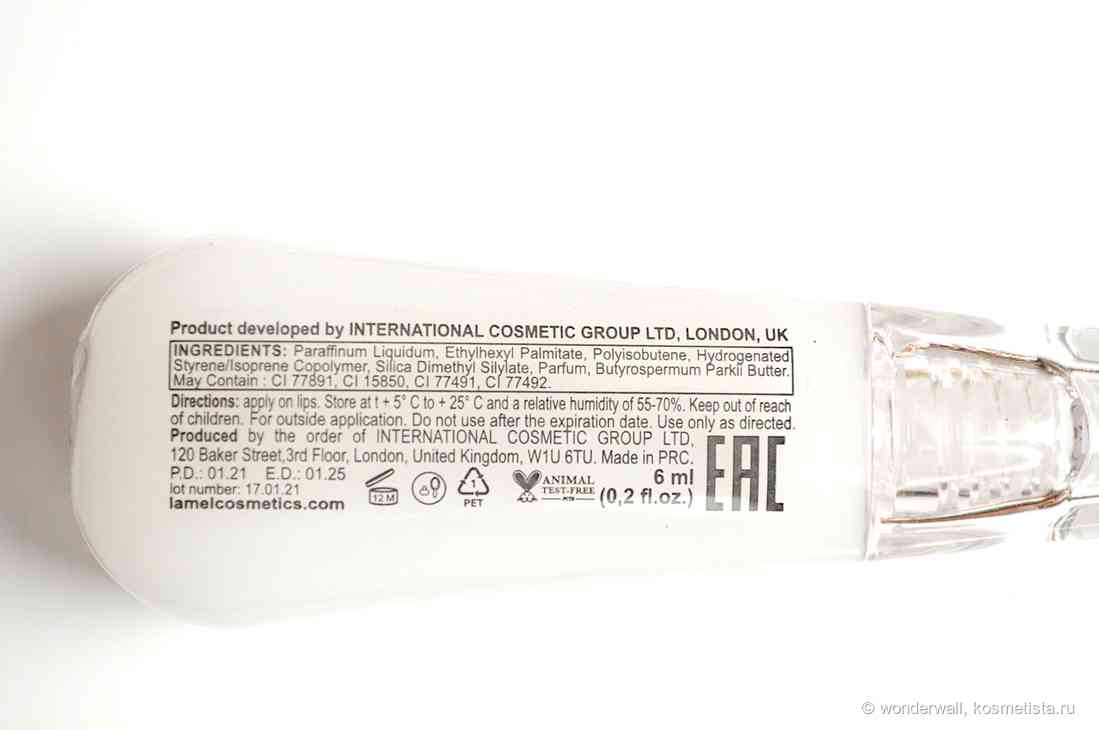 Product developed by INTERNATIONAL COSMETIC GROUP LTD, LONDON, UK
INGREDIENTS: Paraffinum Liquidum, Ethylhexyl Palmitate, Polyisobutene, Hydrogenated
Styrene/Isoprene Copolymer, Silica Dimethyl Silylate, Parfum, Butyrospermum Parkii Butter.
May Contain : CI 77891, CI 15850, CI 77491, CI 77492.
Directions: apply on lips. Store at t + 5° C to + 25° C and a relative humidity of 55-70%. Keep out of reach
of children. For outside application. Do not use after the expiration date. Use only as directed.
Produced by the order of INTERNATIONAL COSMETIC GROUP LTD,
120 Baker Street,3rd Floor, London, United Kingdom, W1U 6TU. Made in PRC.
P.D.: 01.21 E.D.: 01.25
lot number: 17.01.21
lamelcosmetics.com
12 M
1
PET
ANIMAL
TEST-FREE
PETA
6 ml
(0,2 fl.oz.)
EAC
© wonderwall, kosmetista.ru